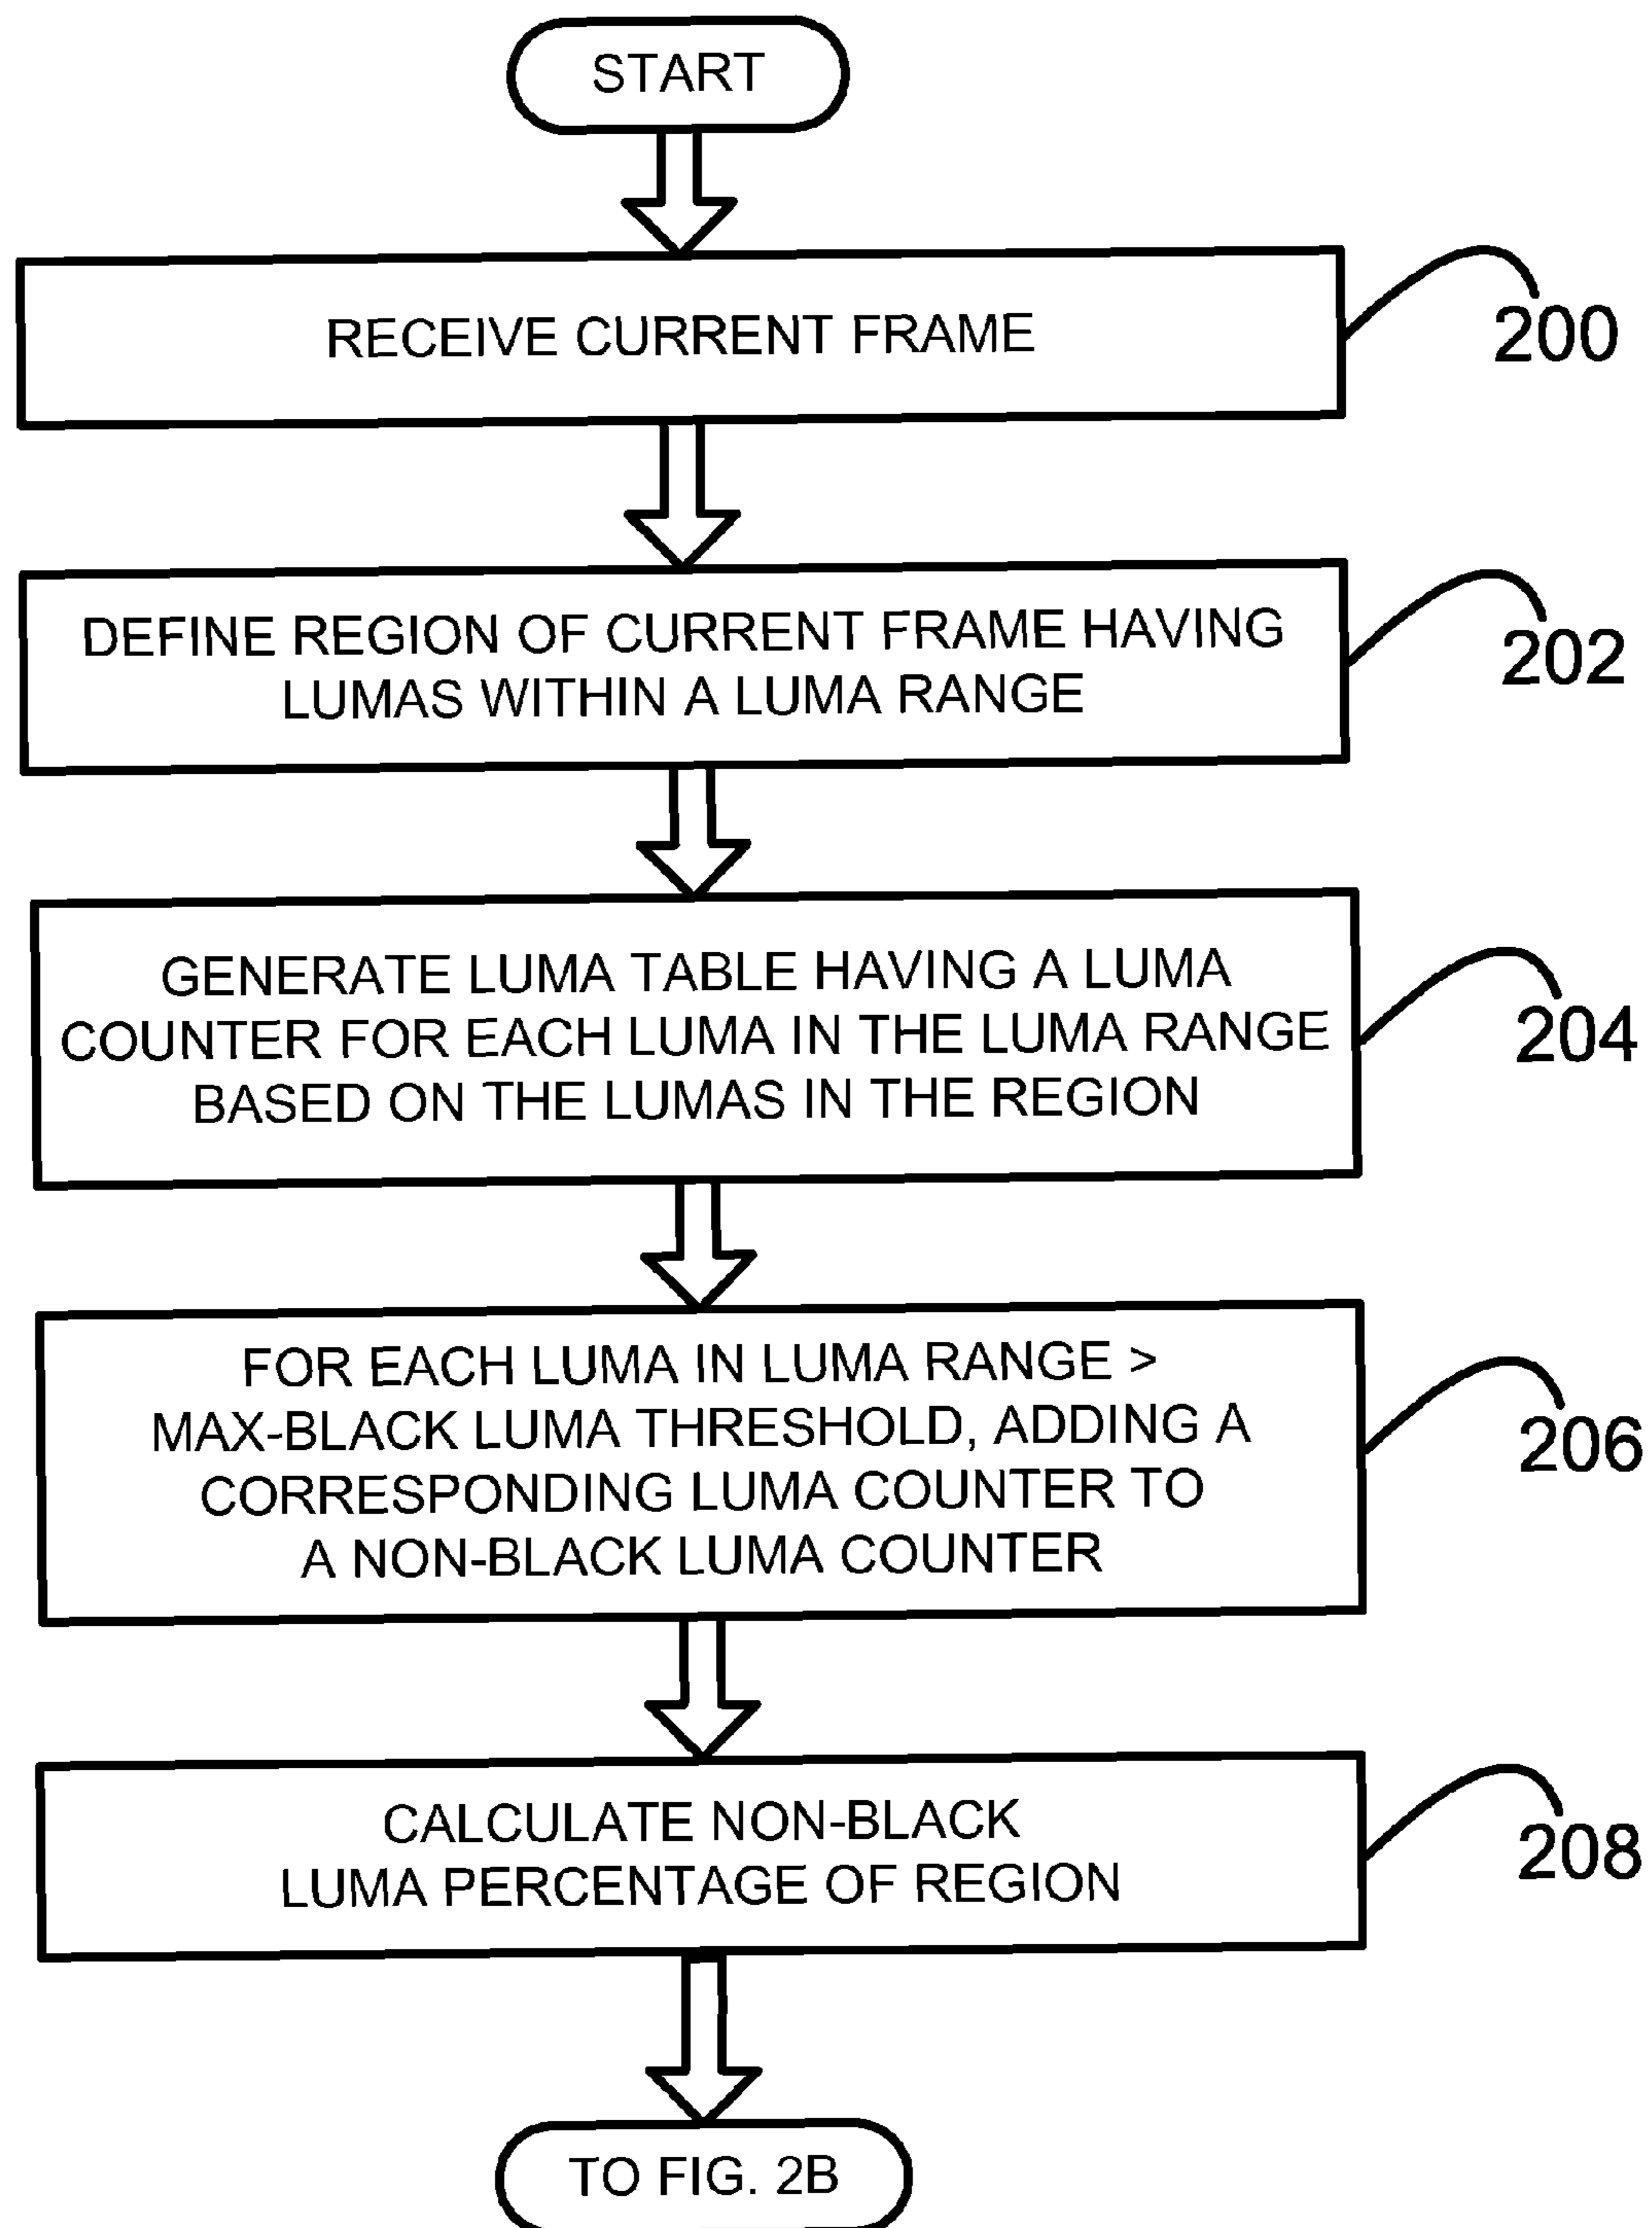 START
RECEIVE CURRENT FRAME
200
DEFINE REGION OF CURRENT FRAME HAVING
LUMAS WITHIN A LUMA RANGE
202
GENERATE LUMA TABLE HAVING A LUMA
COUNTER FOR EACH LUMA IN THE LUMA RANGE
BASED ON THE LUMAS IN THE REGION
204
FOR EACH LUMA IN LUMA RANGE >
MAX-BLACK LUMA THRESHOLD, ADDING A
CORRESPONDING LUMA COUNTER TO
A NON-BLACK LUMA COUNTER
206
CALCULATE NON-BLACK
LUMA PERCENTAGE OF REGION
208
TO FIG. 2B